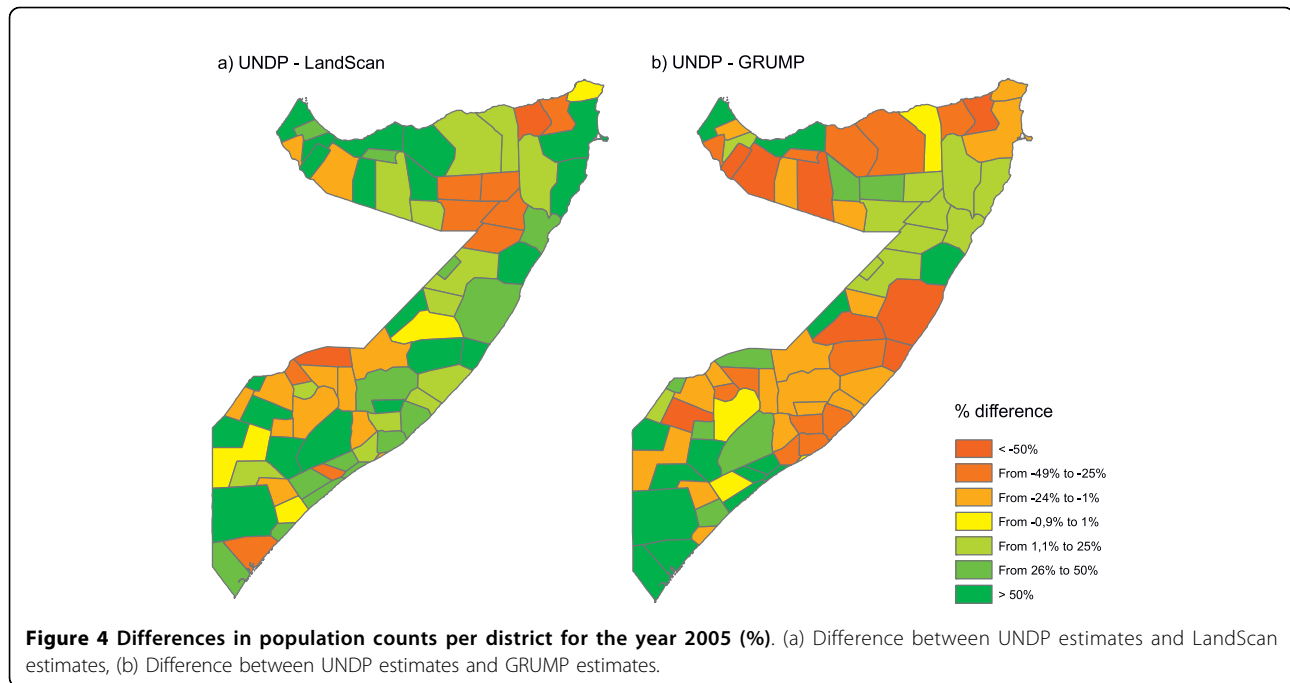 a) UNDP - LandScan
b) UNDP - GRUMP
% difference
< -50%
From -49% to -25%
From -24% to -1%
From -0,9% to 1%
From 1,1% to 25%
From 26% to 50%
> 50%
Figure 4 Differences in population counts per district for the year 2005 (%). (a) Difference between UNDP estimates and LandScan
estimates, (b) Difference between UNDP estimates and GRUMP estimates.